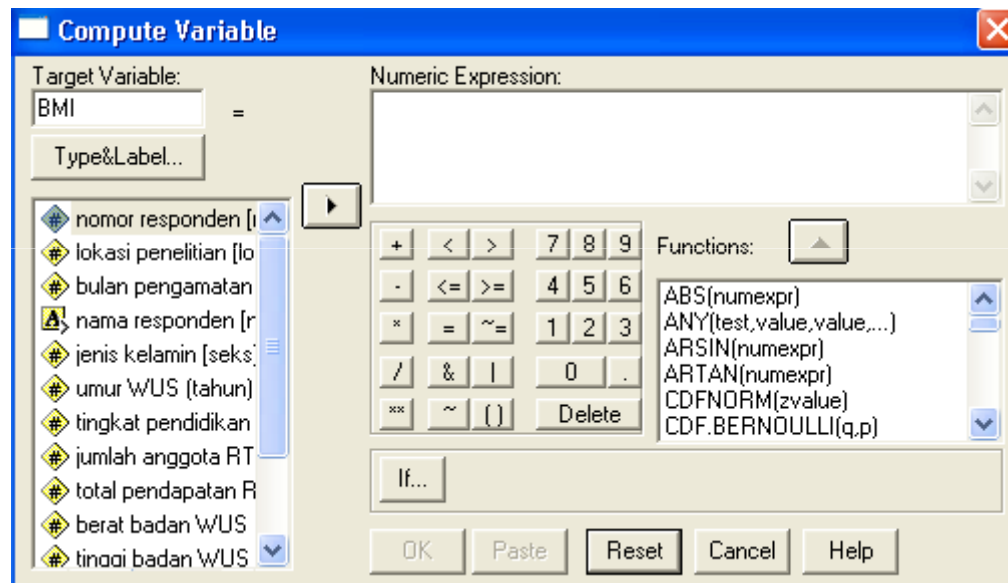 Compute Variable
Target Variable:
BMI
=
Type&Label...
nomor responden [
lokasi penelitian [lo
bulan pengamatan
nama responden [r
jenis kelamin [seks]
umur WUS (tahun)
tingkat pendidikan
jumlah anggota RT
total pendapatan R
berat badan WUS
tinggi badan WUS
Numeric Expression:
+ < > 7 8 9
- <= >= 4 5 6
* = ~= 1 2 3
/ & | 0 .
** ~ () Delete
Functions:
ABS(numexpr)
ANY(test,value,value,...)
ARSIN(numexpr)
ARTAN(numexpr)
CDFNORM(zvalue)
CDF.BERNOULLI(q,p)
If...
OK Paste Reset Cancel Help